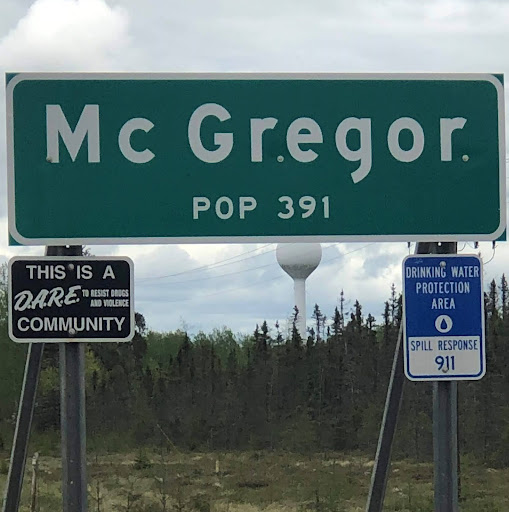 Mc Gregor
POP 391
THIS IS A
D.A.R.E. TO RESIST DRUGS
AND VIOLENCE
COMMUNITY
DRINKING WATER
PROTECTION
AREA
SPILL RESPONSE
911